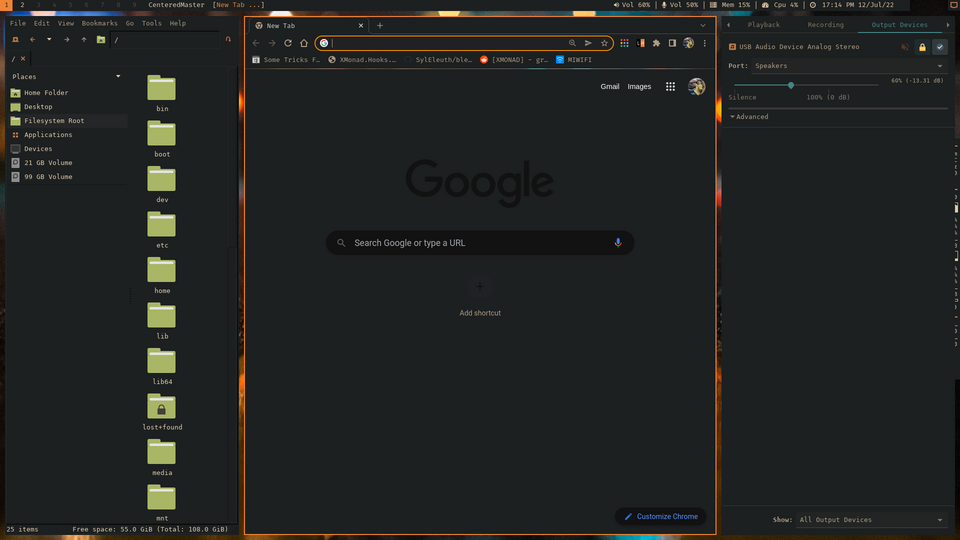 1 2 3 4 5 6 7 8 9 CenteredMaster [New Tab ...] Vol 60% | Vol 50% | Mem 15% | Cpu 4% | 17:14 PM 12/Jul/22
File Edit View Bookmarks Go Tools Help
/
/ ×
Places
Home Folder
Desktop
Filesystem Root
Applications
Devices
21 GB Volume
99 GB Volume
bin
boot
dev
etc
home
lib
lib64
lost+found
media
mnt
25 items Free space: 55.0 GiB (Total: 108.0 GiB)
New Tab
Some Tricks F... XMonad.Hooks.... SylEleuth/ble... [XMONAD] - gr... MIWIFI
Gmail Images
Google
Search Google or type a URL
Add shortcut
Customize Chrome
Playback Recording Output Devices
USB Audio Device Analog Stereo
Port: Speakers
60% (-13.31 dB)
Silence 100% (0 dB)
Advanced
Show: All Output Devices